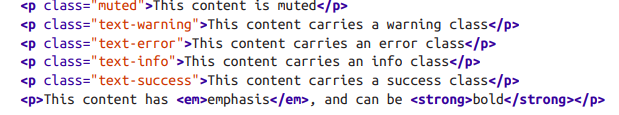 <p class="muted">This content is muted</p>
<p class="text-warning">This content carries a warning class</p>
<p class="text-error">This content carries an error class</p>
<p class="text-info">This content carries an info class</p>
<p class="text-success">This content carries a success class</p>
<p>This content has <em>emphasis</em>, and can be <strong>bold</strong></p>